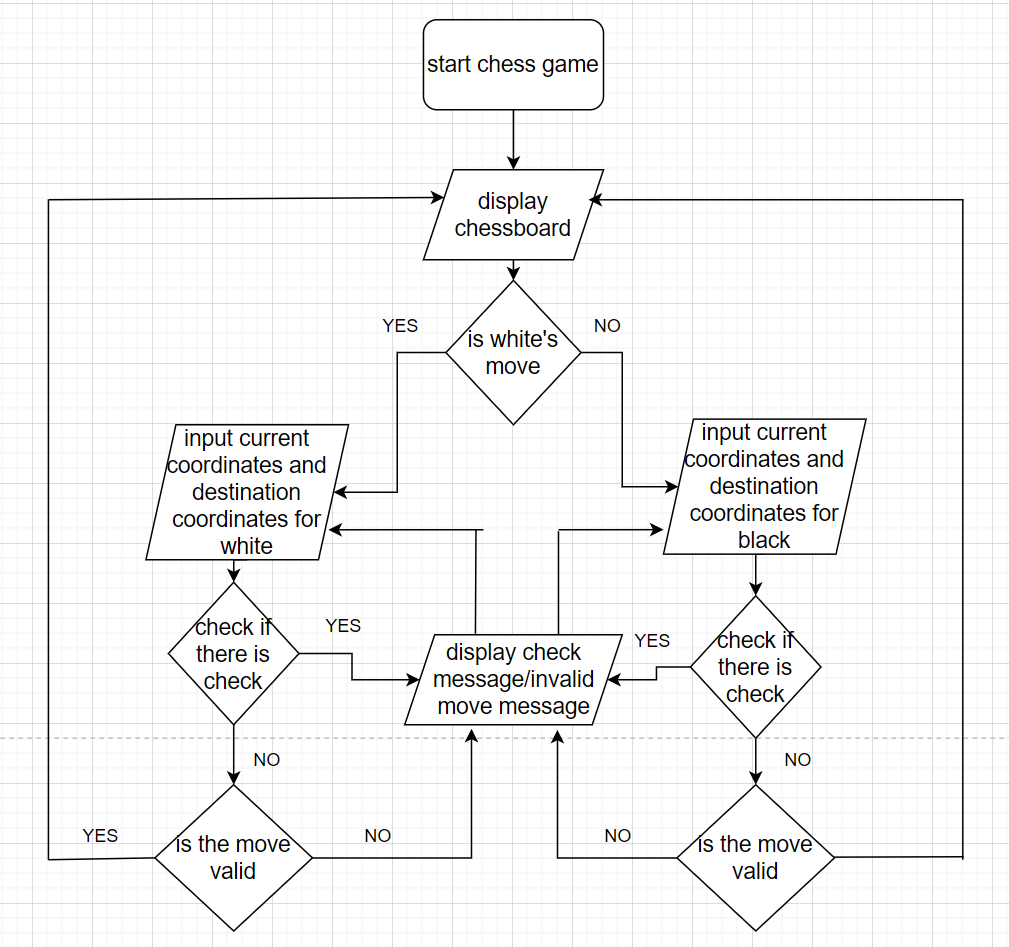 start chess game
display
chessboard
YES
NO
is white's
move
input current
coordinates and
destination
coordinates for
white
input current
coordinates and
destination
coordinates for
black
check if
there is
check
YES
display check
message/invalid
move message
YES
check if
there is
check
NO
NO
YES
is the move
valid
NO
NO
is the move
valid